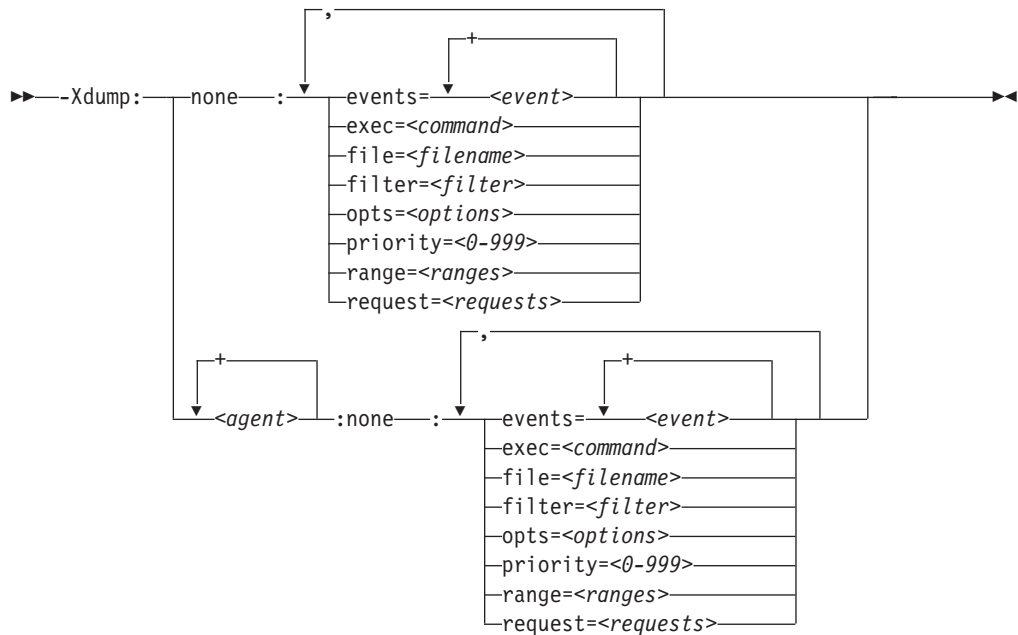 ,
+
-Xdump: none : events= <event>
exec=<command>
file=<filename>
filter=<filter>
opts=<options>
priority=<0-999>
range=<ranges>
request=<requests>
,
+ +
<agent> :none : events= <event>
exec=<command>
file=<filename>
filter=<filter>
opts=<options>
priority=<0-999>
range=<ranges>
request=<requests>